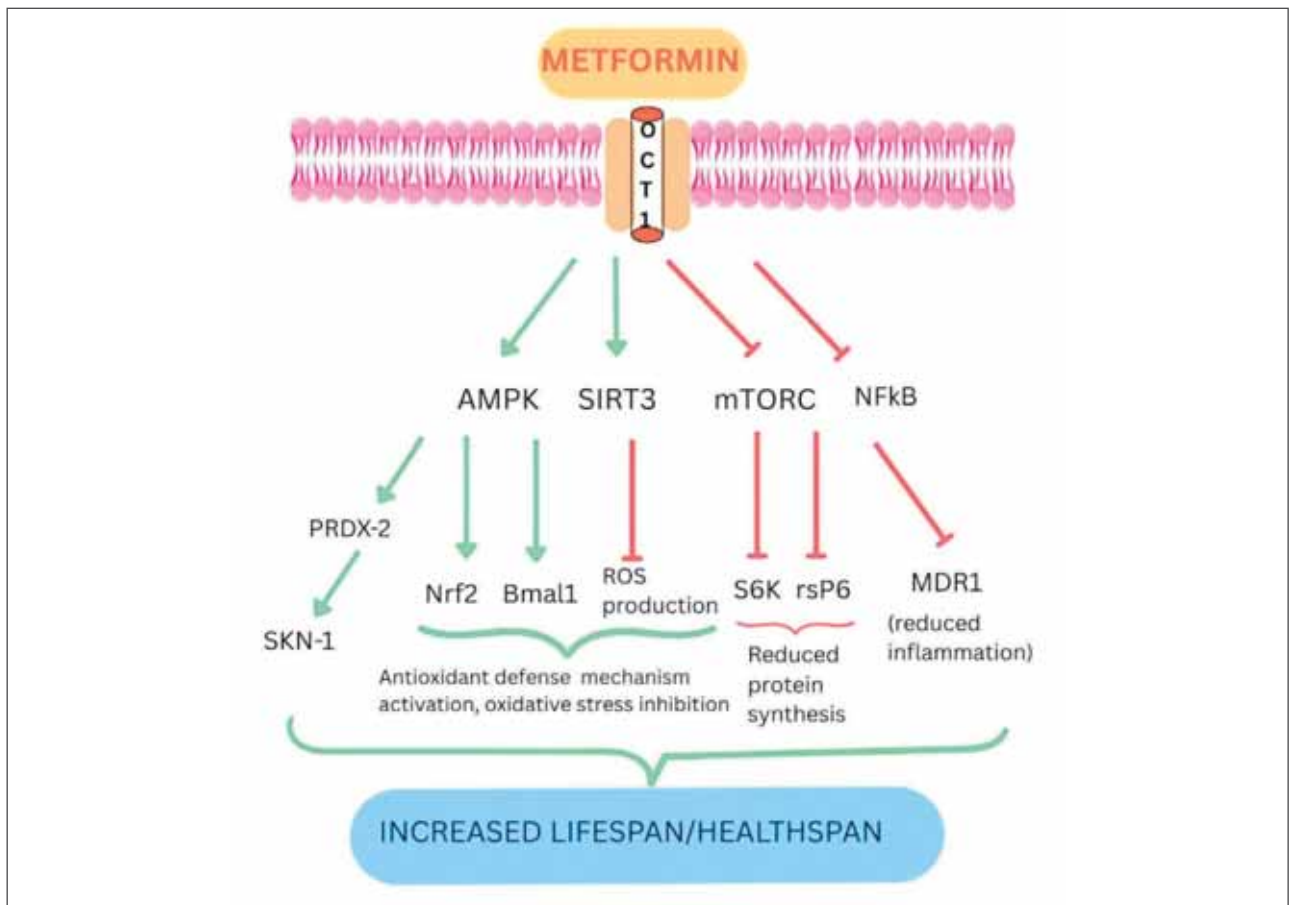 METFORMIN
O
C
T
1
AMPK SIRT3 mTORC NFkB
PRDX-2
SKN-1
Nrf2 Bmal1
ROS
production
S6K rsP6
MDR1
(reduced
inflammation)
Antioxidant defense mechanism
activation, oxidative stress inhibition
Reduced
protein
synthesis
INCREASED LIFESPAN/HEALTHSPAN